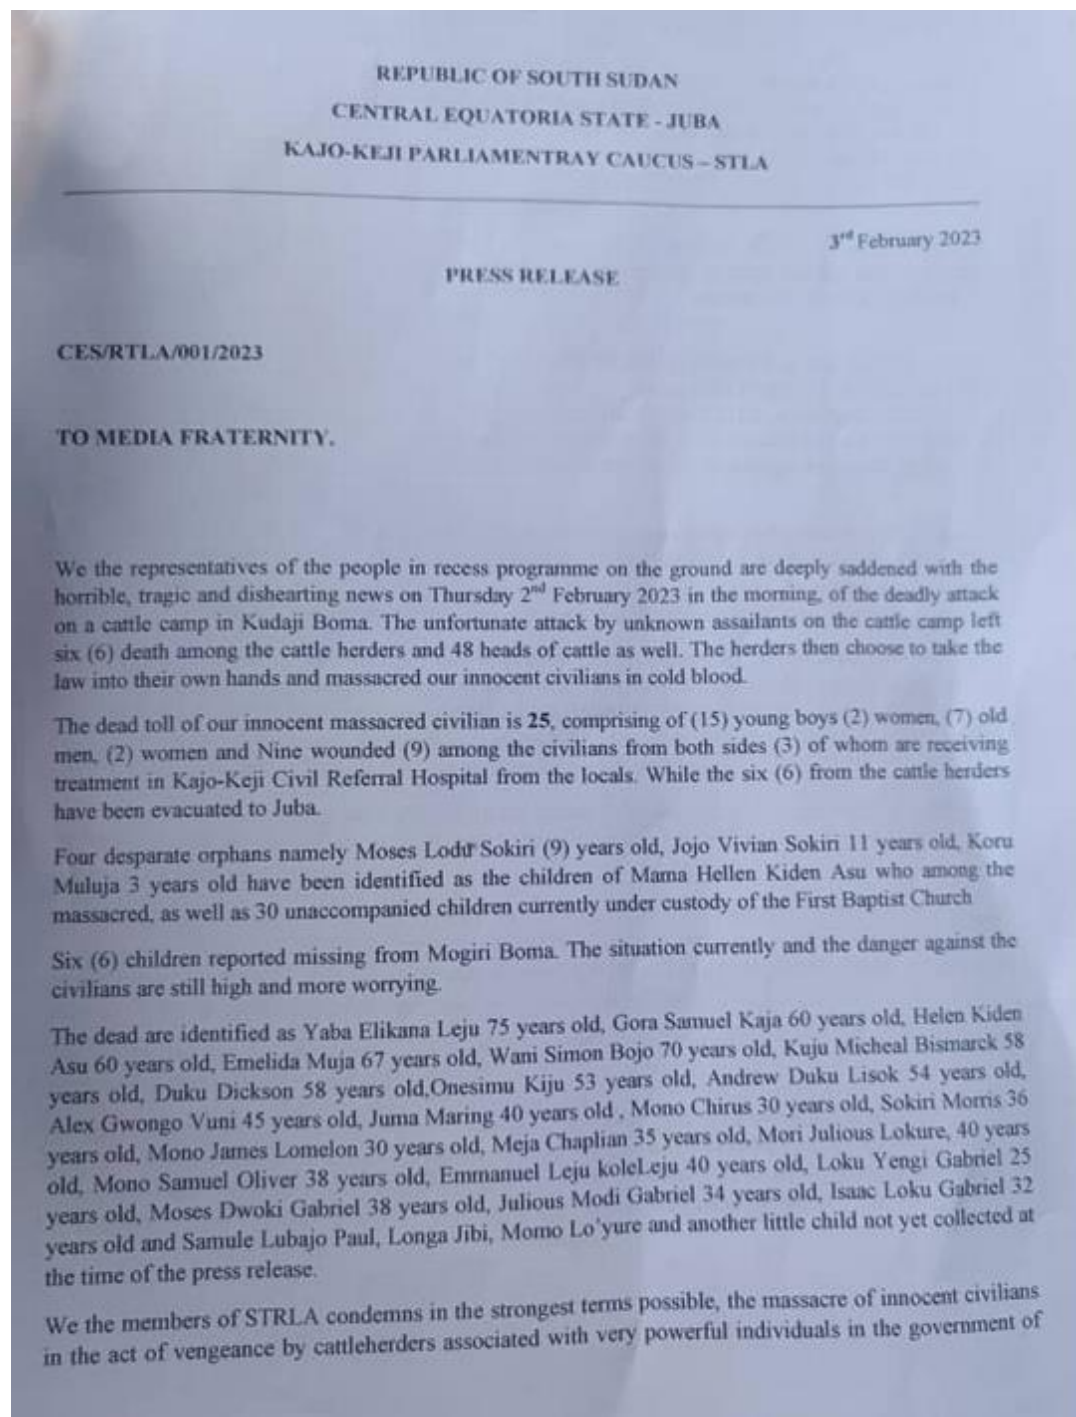 REPUBLIC OF SOUTH SUDAN
CENTRAL EQUATORIA STATE - JUBA
KAJO-KEJI PARLIAMENTRAY CAUCUS – STLA
3rd February 2023
PRESS RELEASE
CES/RTLA/001/2023
TO MEDIA FRATERNITY.
We the representatives of the people in recess programme on the ground are deeply saddened with the
horrible, tragic and dishearting news on Thursday 2nd February 2023 in the morning, of the deadly attack
on a cattle camp in Kudaji Boma. The unfortunate attack by unknown assailants on the cattle camp left
six (6) death among the cattle herders and 48 heads of cattle as well. The herders then choose to take the
law into their own hands and massacred our innocent civilians in cold blood.
The dead toll of our innocent massacred civilian is 25, comprising of (15) young boys (2) women, (7) old
men, (2) women and Nine wounded (9) among the civilians from both sides (3) of whom are receiving
treatment in Kajo-Keji Civil Referral Hospital from the locals. While the six (6) from the cattle herders
have been evacuated to Juba.
Four desparate orphans namely Moses Lodu Sokiri (9) years old, Jojo Vivian Sokiri 11 years old, Koru
Muluja 3 years old have been identified as the children of Mama Hellen Kiden Asu who among the
massacred, as well as 30 unaccompanied children currently under custody of the First Baptist Church
Six (6) children reported missing from Mogiri Boma. The situation currently and the danger against the
civilians are still high and more worrying.
The dead are identified as Yaba Elikana Leju 75 years old, Gora Samuel Kaja 60 years old, Helen Kiden
Asu 60 years old, Emelida Muja 67 years old, Wani Simon Bojo 70 years old, Kuju Micheal Bismarck 58
years old, Duku Dickson 58 years old,Onesimu Kiju 53 years old, Andrew Duku Lisok 54 years old,
Alex Gwongo Vuni 45 years old, Juma Maring 40 years old , Mono Chirus 30 years old, Sokiri Morris 36
years old, Mono James Lomelon 30 years old, Meja Chaplian 35 years old, Mori Julious Lokure, 40 years
old, Mono Samuel Oliver 38 years old, Emmanuel Leju koleLeju 40 years old, Loku Yengi Gabriel 25
years old, Moses Dwoki Gabriel 38 years old, Julious Modi Gabriel 34 years old, Isaac Loku Gabriel 32
years old and Samule Lubajo Paul, Longa Jibi, Momo Lo'yure and another little child not yet collected at
the time of the press release.
We the members of STRLA condemns in the strongest terms possible, the massacre of innocent civilians
in the act of vengeance by cattleherders associated with very powerful individuals in the government of